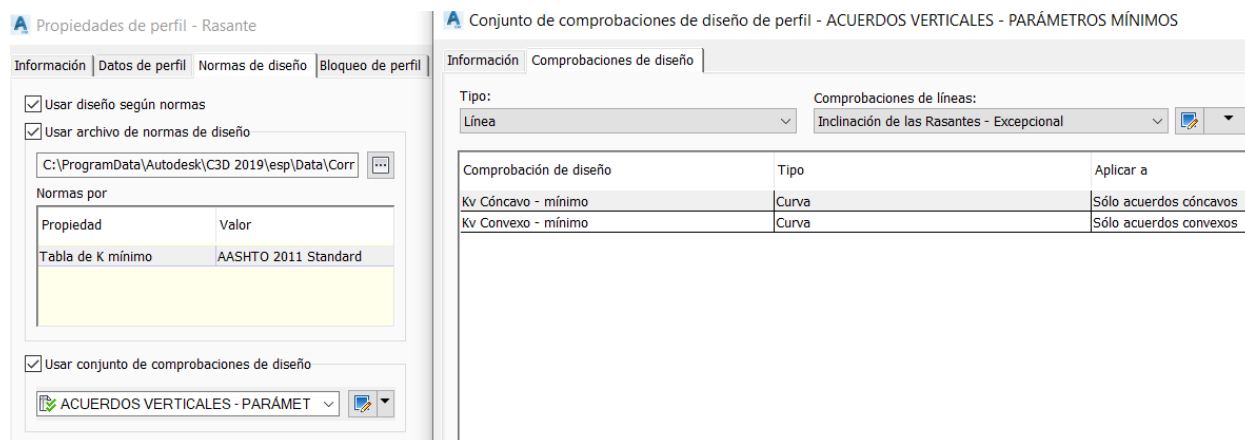 Propiedades de perfil - Rasante
Información Datos de perfil Normas de diseño Bloqueo de perfil
Usar diseño según normas
Usar archivo de normas de diseño
C:\ProgramData\Autodesk\C3D 2019\esp\Data\Corr
Normas por
Propiedad Valor
Tabla de K mínimo AASHTO 2011 Standard
Usar conjunto de comprobaciones de diseño
ACUERDOS VERTICALES - PARÁMET
Conjunto de comprobaciones de diseño de perfil - ACUERDOS VERTICALES - PARÁMETROS MÍNIMOS
Información Comprobaciones de diseño
Tipo: Comprobaciones de líneas:
Línea Inclinación de las Rasantes - Excepcional
Comprobación de diseño Tipo Aplicar a
Kv Cóncavo - mínimo Curva Sólo acuerdos cóncavos
Kv Convexo - mínimo Curva Sólo acuerdos convexos